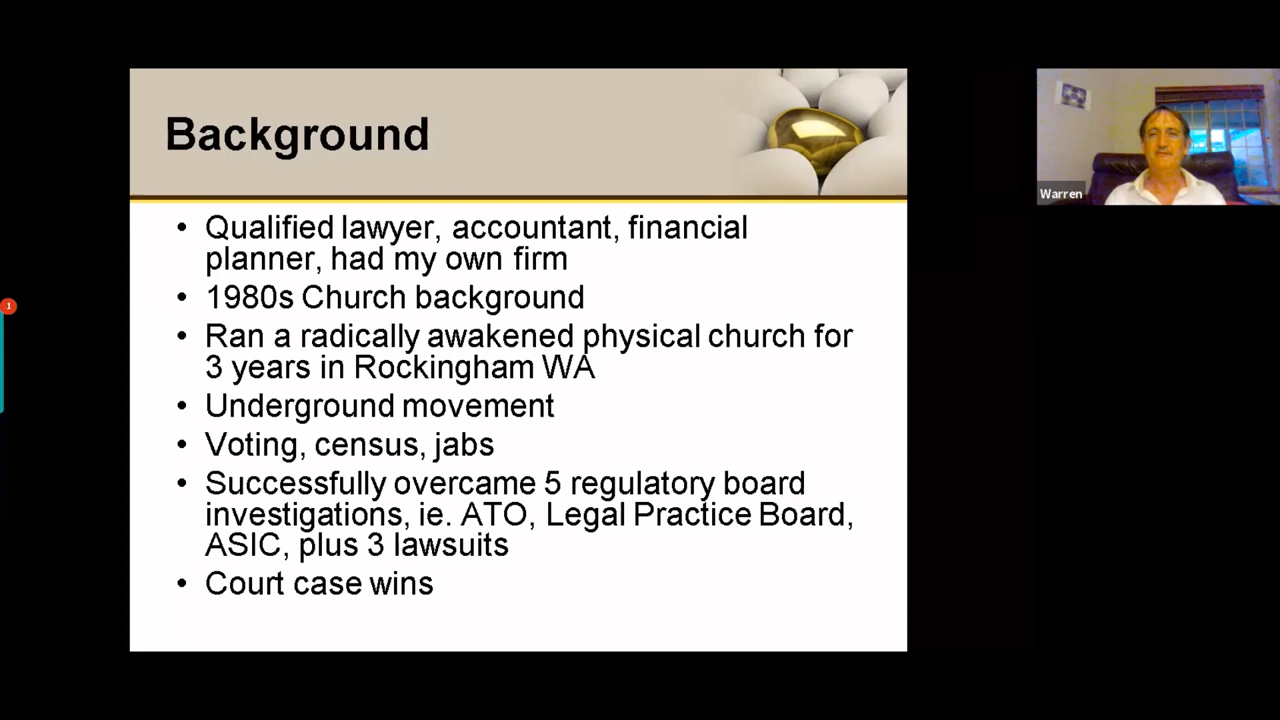 Background
• Qualified lawyer, accountant, financial
planner, had my own firm
• 1980s Church background
• Ran a radically awakened physical church for
3 years in Rockingham WA
• Underground movement
• Voting, census, jabs
• Successfully overcame 5 regulatory board
investigations, ie. ATO, Legal Practice Board,
ASIC, plus 3 lawsuits
• Court case wins
Warren
1